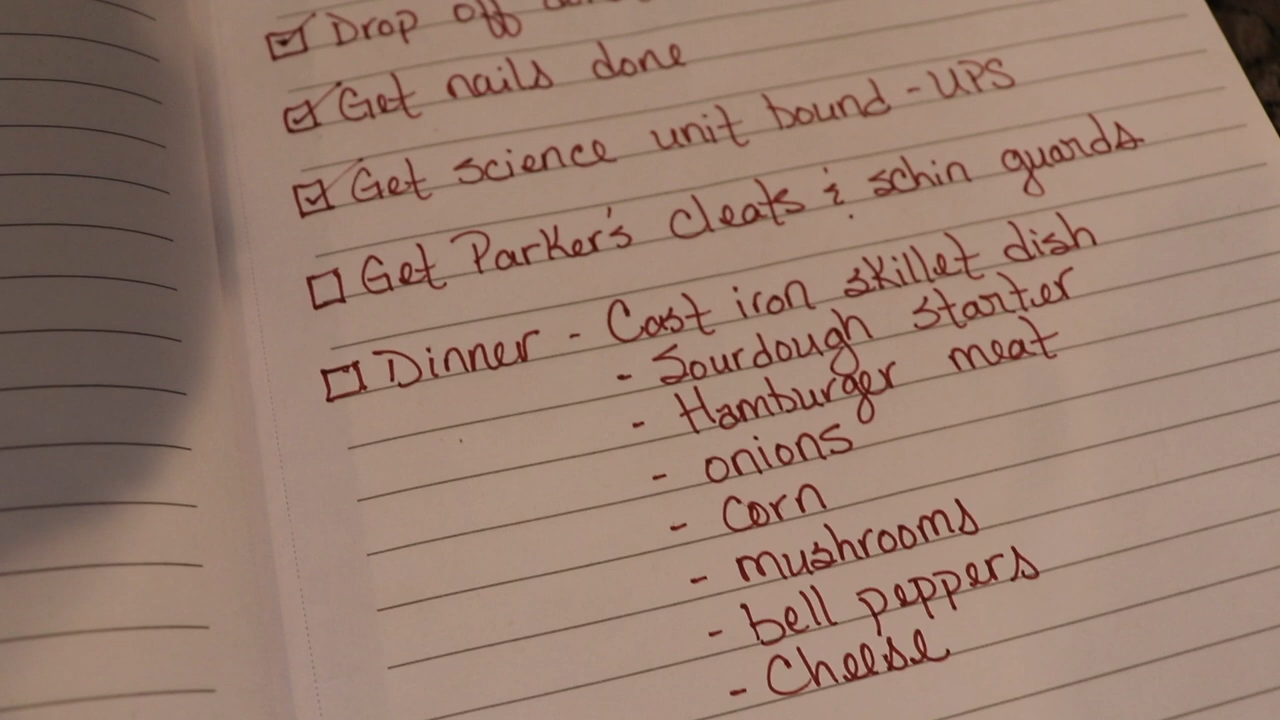 Drop off
Get nails done
Get science unit bound - UPS
Get Parker's cleats & schin guards
Dinner - Cast iron skillet dish
- Sourdough starter
- Hamburger meat
- onions
- corn
- mushrooms
- bell peppers
- Cheese